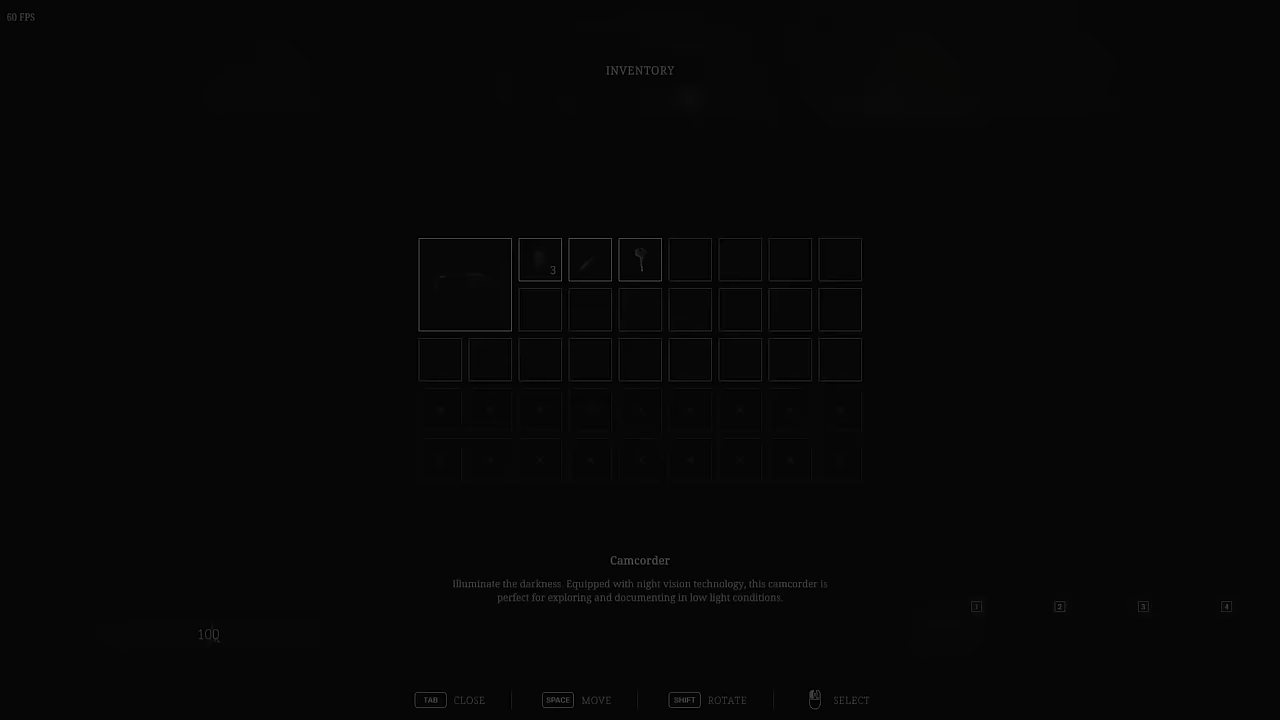 60 FPS
INVENTORY
3
Camcorder
Illuminate the darkness. Equipped with night vision technology, this camcorder is
perfect for exploring and documenting in low light conditions.
1 2 3 4
100
TAB CLOSE SPACE MOVE SHIFT ROTATE SELECT